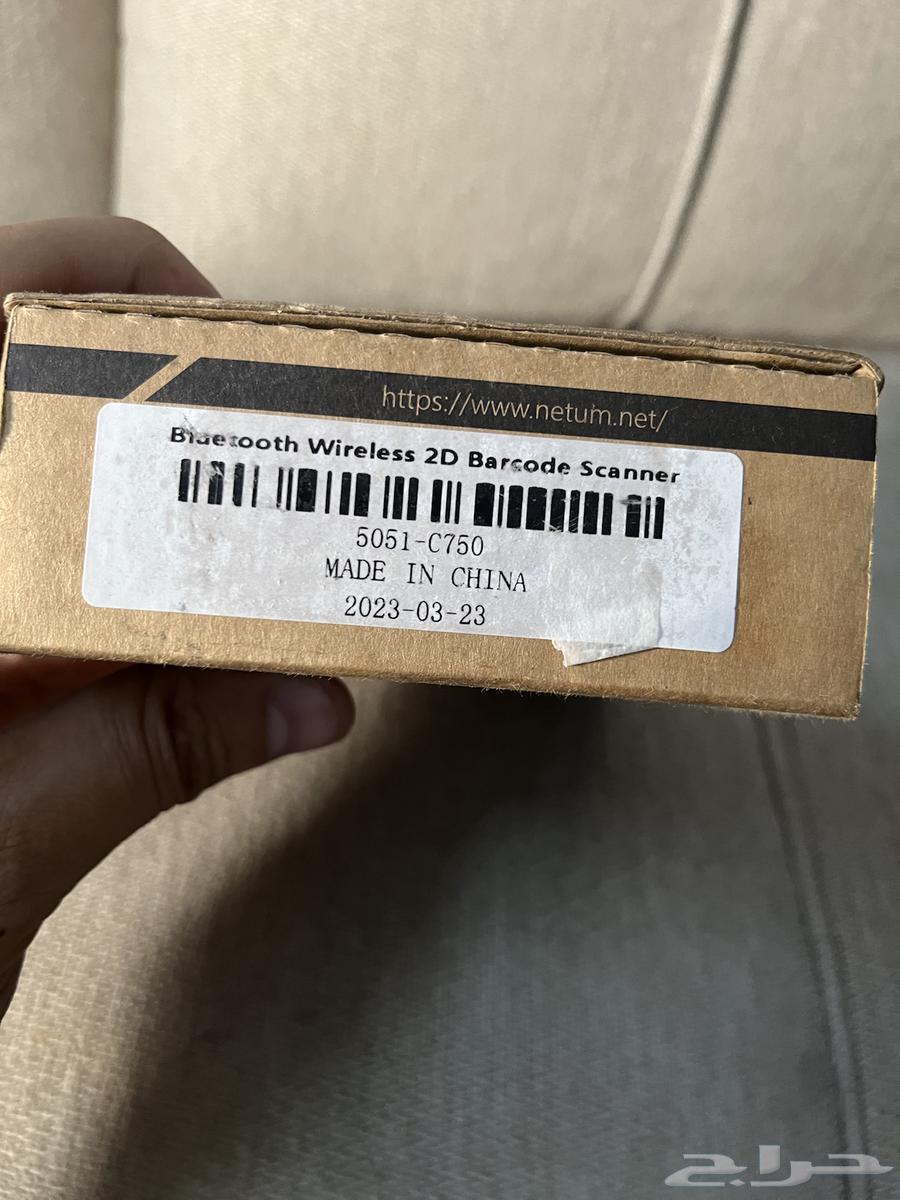 https://www.netum.net/
Bluetooth Wireless 2D Barcode Scanner
5051-C750
MADE IN CHINA
2023-03-23
حراج